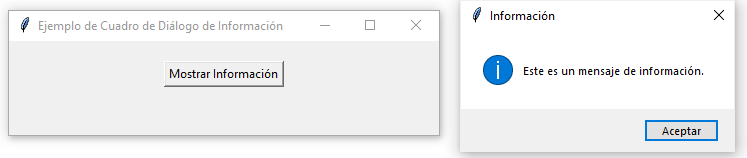 Ejemplo de Cuadro de Diálogo de Información
Mostrar Información
Información
Este es un mensaje de información.
Aceptar